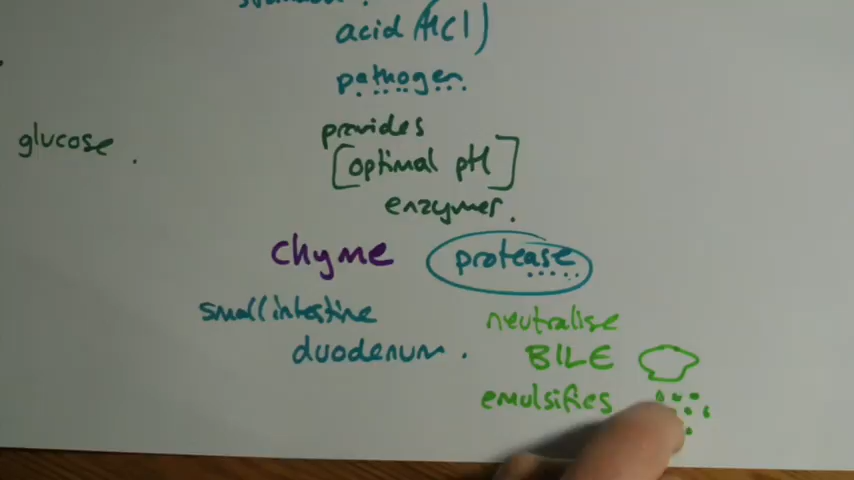 acid (HCl)
pathogen
provides
glucose.
[optimal pH]
enzymes.
chyme protease
small intestine
neutralise
duodenum.
BILE
emulsifies